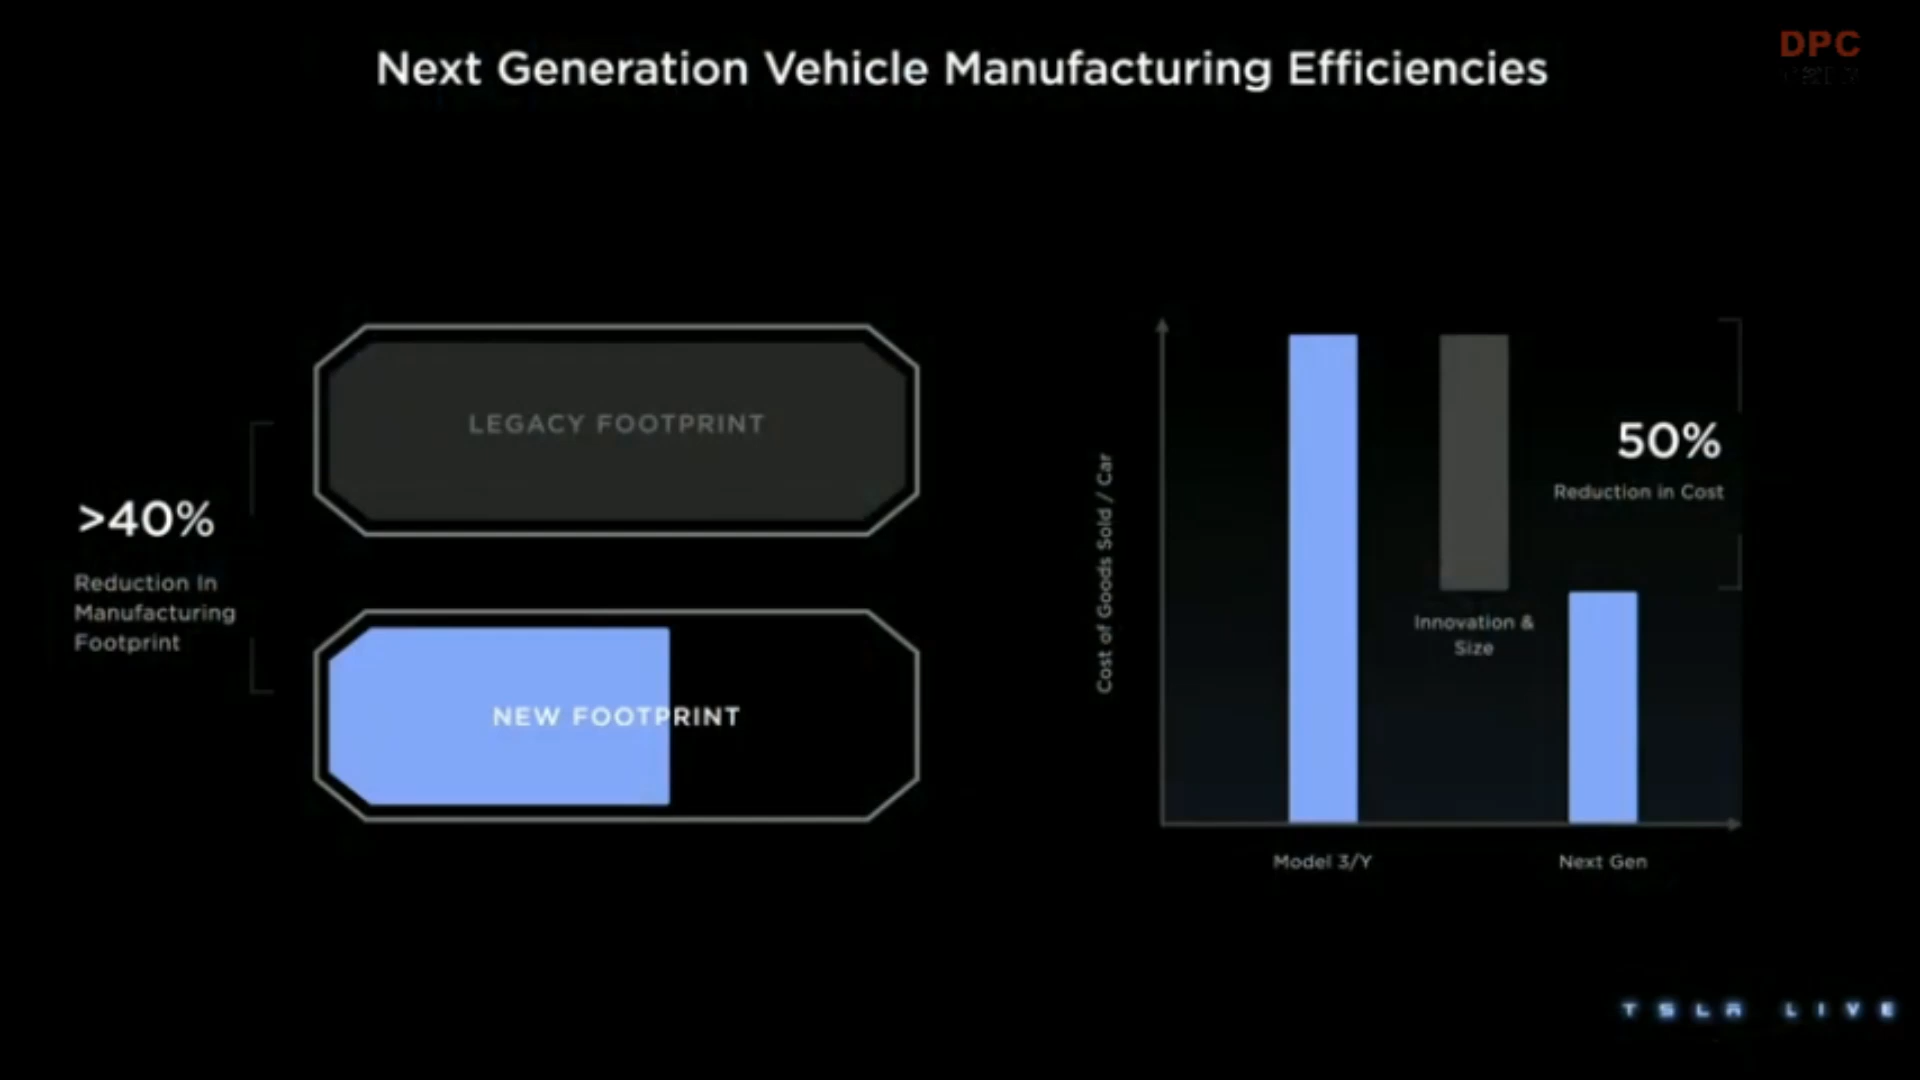 Next Generation Vehicle Manufacturing Efficiencies
DPC
LEGACY FOOTPRINT
>40%
Reduction In
Manufacturing
Footprint
NEW FOOTPRINT
Cost of Goods Sold / Car
50%
Reduction in Cost
Innovation &
Size
Model 3/Y
Next Gen
TSLA LIVE